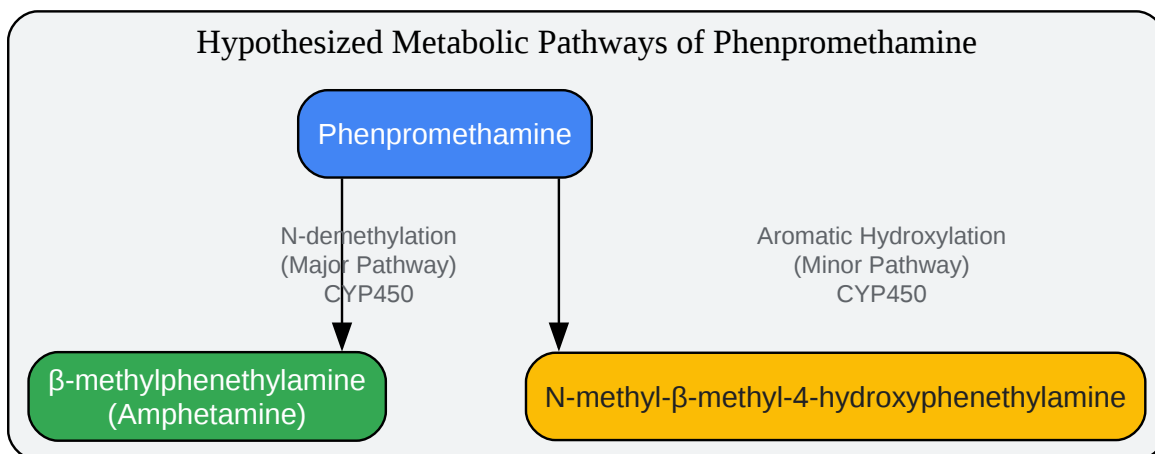 Hypothesized Metabolic Pathways of Phenpromethamine
Phenpromethamine
N-demethylation
(Major Pathway)
CYP450
Aromatic Hydroxylation
(Minor Pathway)
CYP450
β-methylphenethylamine
(Amphetamine)
N-methyl-β-methyl-4-hydroxyphenethylamine